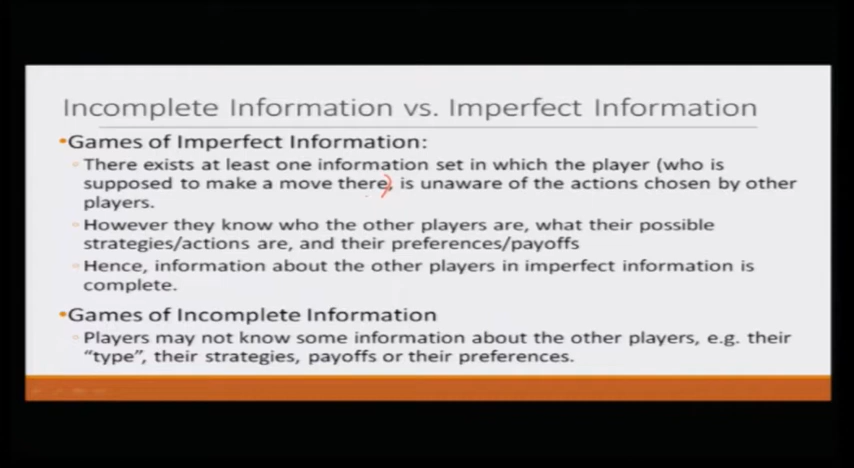 Incomplete Information vs. Imperfect Information
•Games of Imperfect Information:
◦There exists at least one information set in which the player (who is
supposed to make a move there), is unaware of the actions chosen by other
players.
◦However they know who the other players are, what their possible
strategies/actions are, and their preferences/payoffs
◦Hence, information about the other players in imperfect information is
complete.
•Games of Incomplete Information
◦Players may not know some information about the other players, e.g. their
“type”, their strategies, payoffs or their preferences.